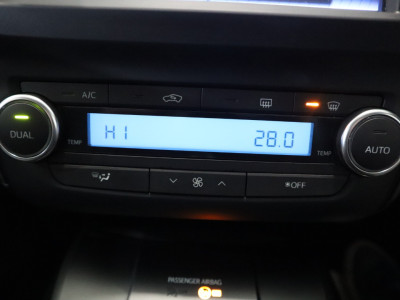 A/C
DUAL
HI 28.0
AUTO
TEMP
TEMP
OFF
PASSENGER AIRBAG